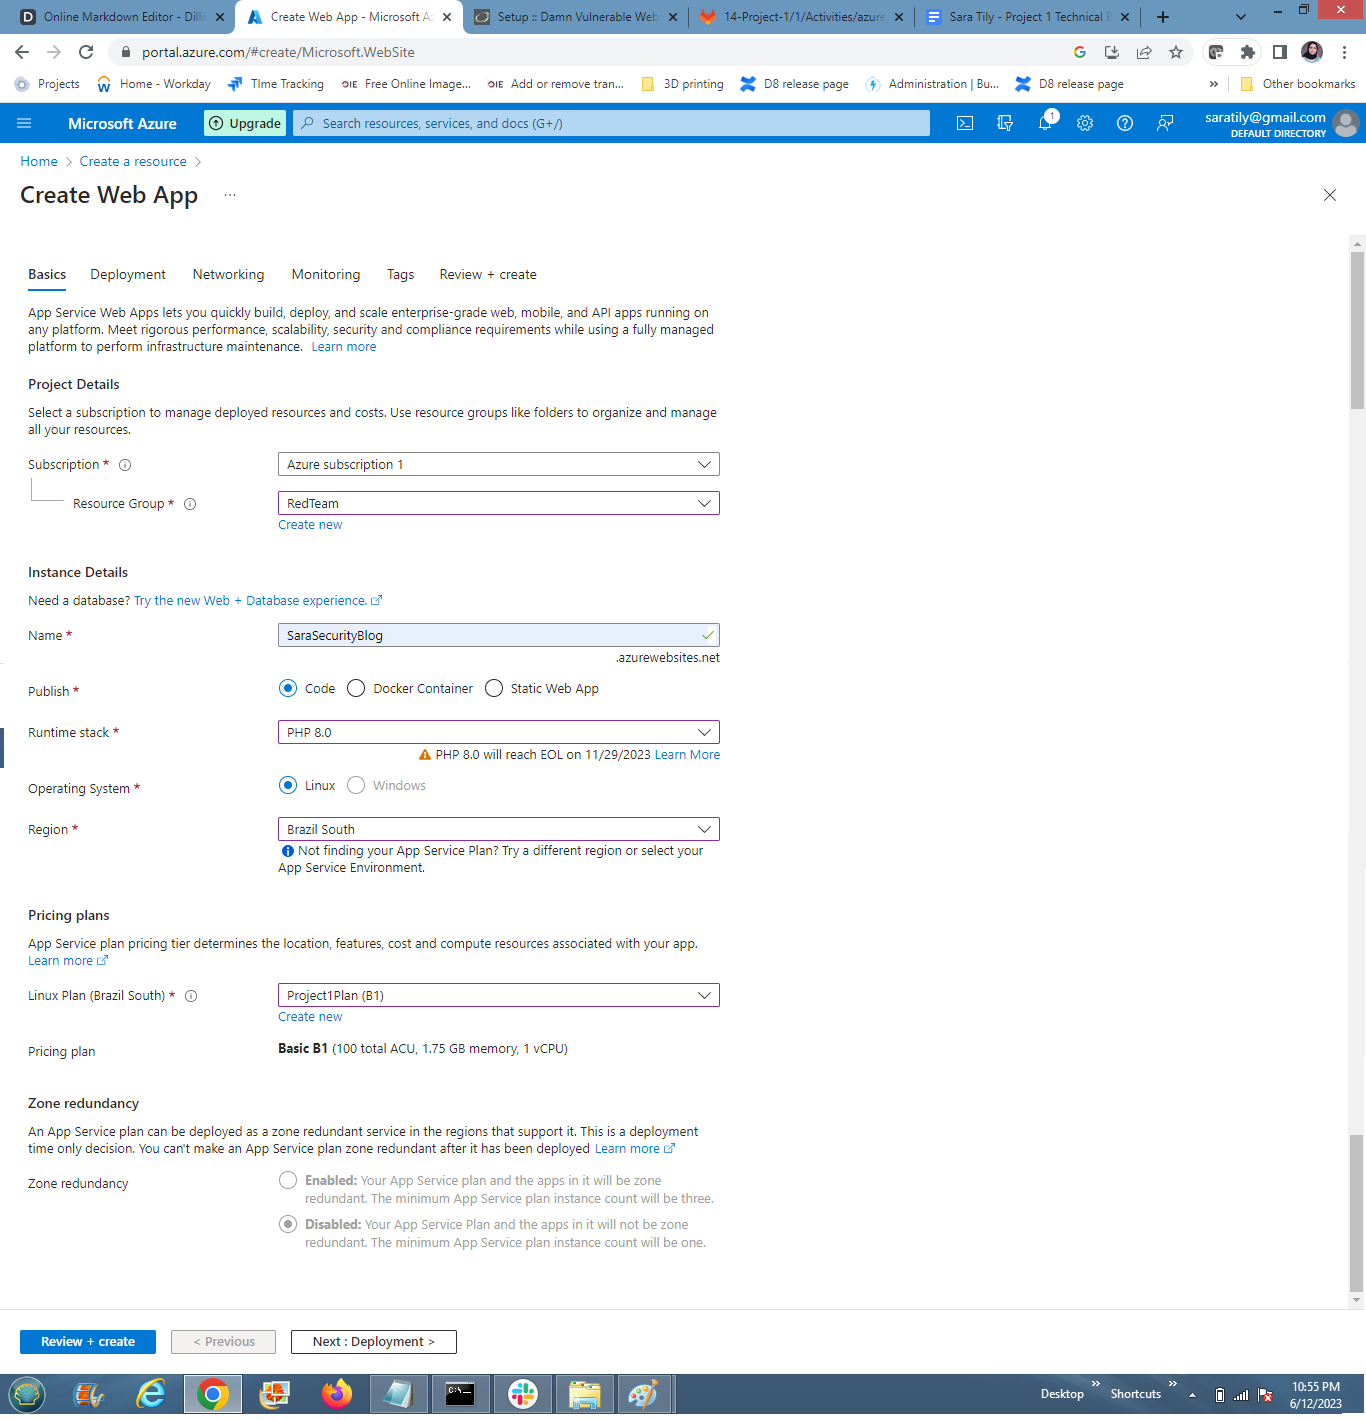 Online Markdown Editor - Dilli
Create Web App - Microsoft Az
Setup :: Damn Vulnerable Web
14-Project-1/1/Activities/azure
Sara Tily - Project 1 Technical B
portal.azure.com/#create/Microsoft.WebSite
Projects
Home - Workday
TIme Tracking
Free Online Image...
Add or remove tran...
3D printing
D8 release page
Administration | Bu...
D8 release page
Other bookmarks
Microsoft Azure
Upgrade
Search resources, services, and docs (G+/)
1
saratily@gmail.com
DEFAULT DIRECTORY
Home > Create a resource >
Create Web App ...
Basics Deployment Networking Monitoring Tags Review + create
App Service Web Apps lets you quickly build, deploy, and scale enterprise-grade web, mobile, and API apps running on
any platform. Meet rigorous performance, scalability, security and compliance requirements while using a fully managed
platform to perform infrastructure maintenance. Learn more
Project Details
Select a subscription to manage deployed resources and costs. Use resource groups like folders to organize and manage
all your resources.
Subscription * Azure subscription 1
Resource Group * RedTeam
Create new
Instance Details
Need a database? Try the new Web + Database experience.
Name * SaraSecurityBlog
.azurewebsites.net
Publish * Code Docker Container Static Web App
Runtime stack * PHP 8.0
PHP 8.0 will reach EOL on 11/29/2023 Learn More
Operating System * Linux Windows
Region * Brazil South
Not finding your App Service Plan? Try a different region or select your
App Service Environment.
Pricing plans
App Service plan pricing tier determines the location, features, cost and compute resources associated with your app.
Learn more
Linux Plan (Brazil South) * Project1Plan (B1)
Create new
Pricing plan Basic B1 (100 total ACU, 1.75 GB memory, 1 vCPU)
Zone redundancy
An App Service plan can be deployed as a zone redundant service in the regions that support it. This is a deployment
time only decision. You can't make an App Service plan zone redundant after it has been deployed Learn more
Zone redundancy Enabled: Your App Service plan and the apps in it will be zone
redundant. The minimum App Service plan instance count will be three.
Disabled: Your App Service Plan and the apps in it will not be zone
redundant. The minimum App Service plan instance count will be one.
Review + create < Previous Next : Deployment >
Desktop » Shortcuts »
10:55 PM
6/12/2023